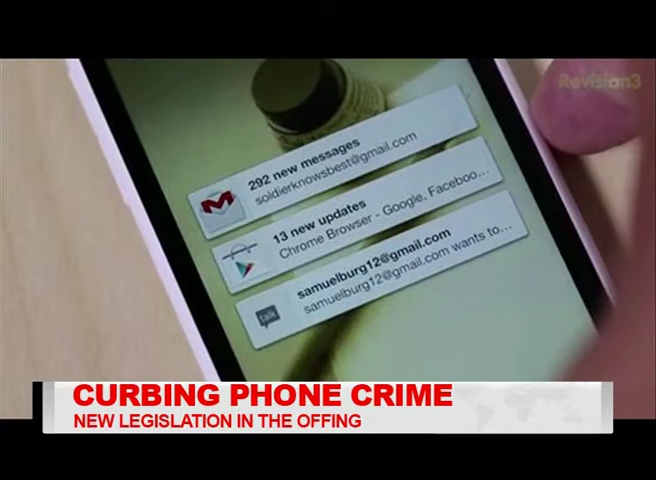 Revision3
292 new messages
soldierknowsbest@gmail.com
13 new updates
Chrome Browser - Google, Faceboo...
samuelburg12@gmail.com
samuelburg12@gmail.com wants to...
talk
CURBING PHONE CRIME
NEW LEGISLATION IN THE OFFING